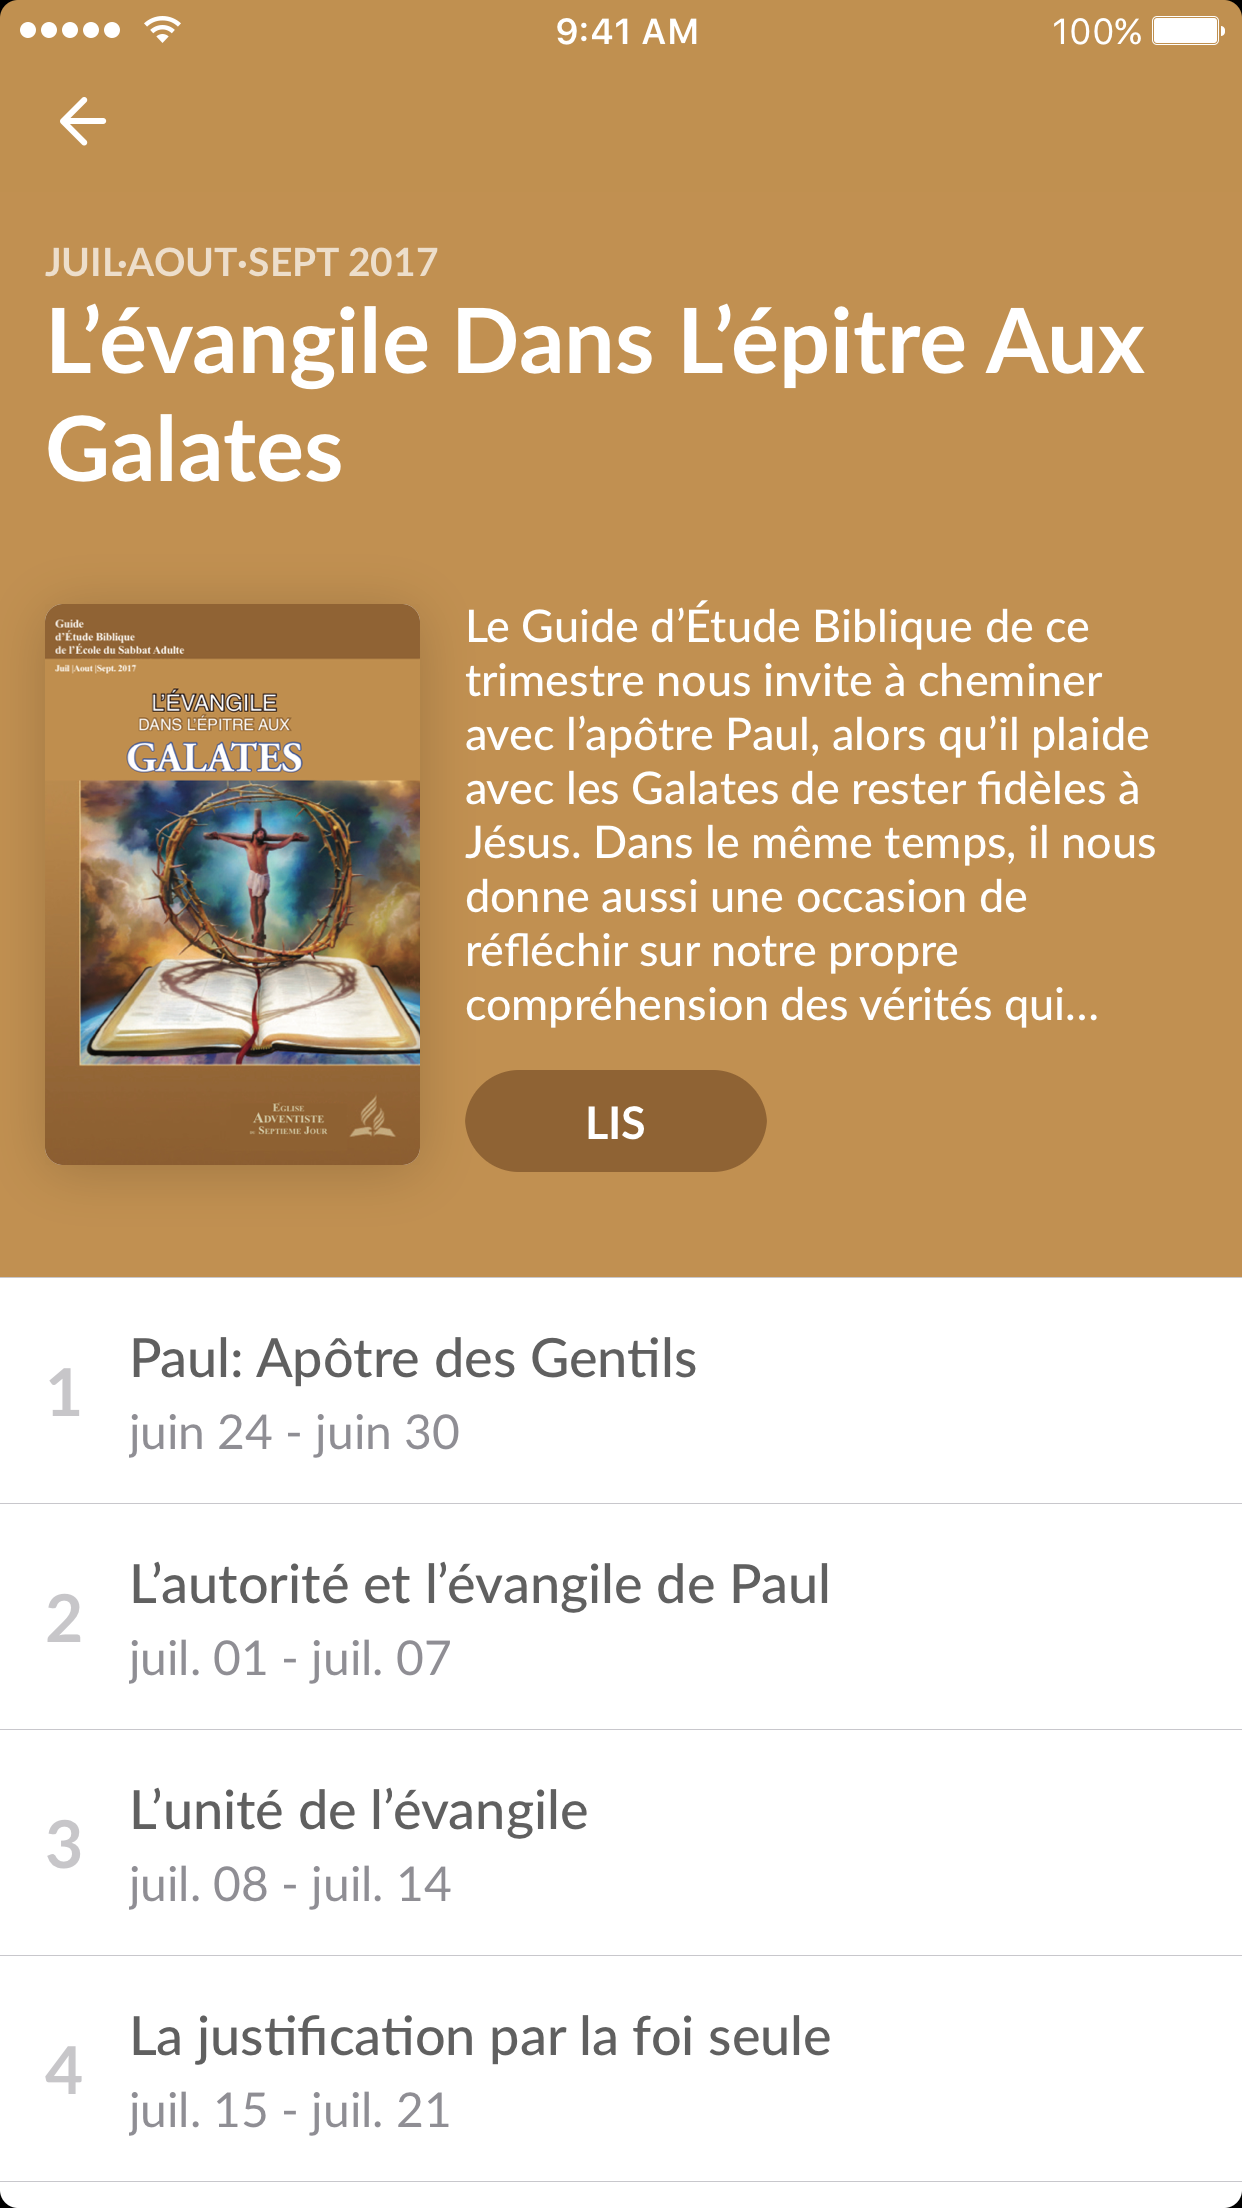 9:41 AM
100%
JUIL·AOUT·SEPT 2017
L’évangile Dans L’épitre Aux
Galates
Guide
d’Étude Biblique
de l’École du Sabbat Adulte
Juil |Aout |Sept. 2017
L’ÉVANGILE
DANS L’ÉPITRE AUX
GALATES
EGLISE
ADVENTISTE
SEPTIEME JOUR
Le Guide d’Étude Biblique de ce
trimestre nous invite à cheminer
avec l’apôtre Paul, alors qu’il plaide
avec les Galates de rester fidèles à
Jésus. Dans le même temps, il nous
donne aussi une occasion de
réfléchir sur notre propre
compréhension des vérités qui...
LIS
1
Paul: Apôtre des Gentils
juin 24 - juin 30
2
L’autorité et l’évangile de Paul
juil. 01 - juil. 07
3
L’unité de l’évangile
juil. 08 - juil. 14
4
La justification par la foi seule
juil. 15 - juil. 21